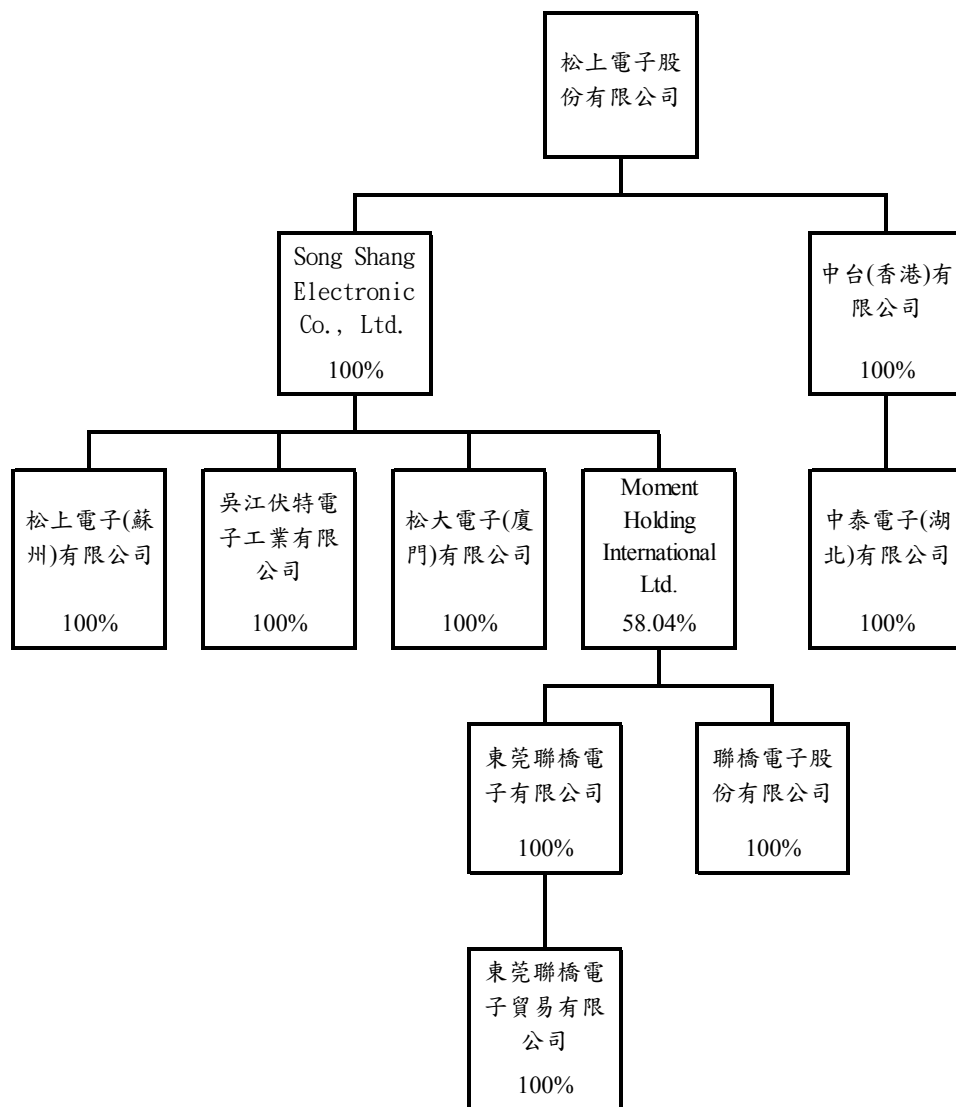 松上電子股
份有限公司
Song Shang
Electronic
Co., Ltd.
100%
中台(香港)有
限公司
100%
松上電子(蘇
州)有限公司
100%
吳江伏特電
子工業有限
公司
100%
松大電子(廈
門)有限公司
100%
Moment
Holding
International
Ltd.
58.04%
中泰電子(湖
北)有限公司
100%
東莞聯橋電
子有限公司
100%
聯橋電子股
份有限公司
100%
東莞聯橋電
子貿易有限
公司
100%